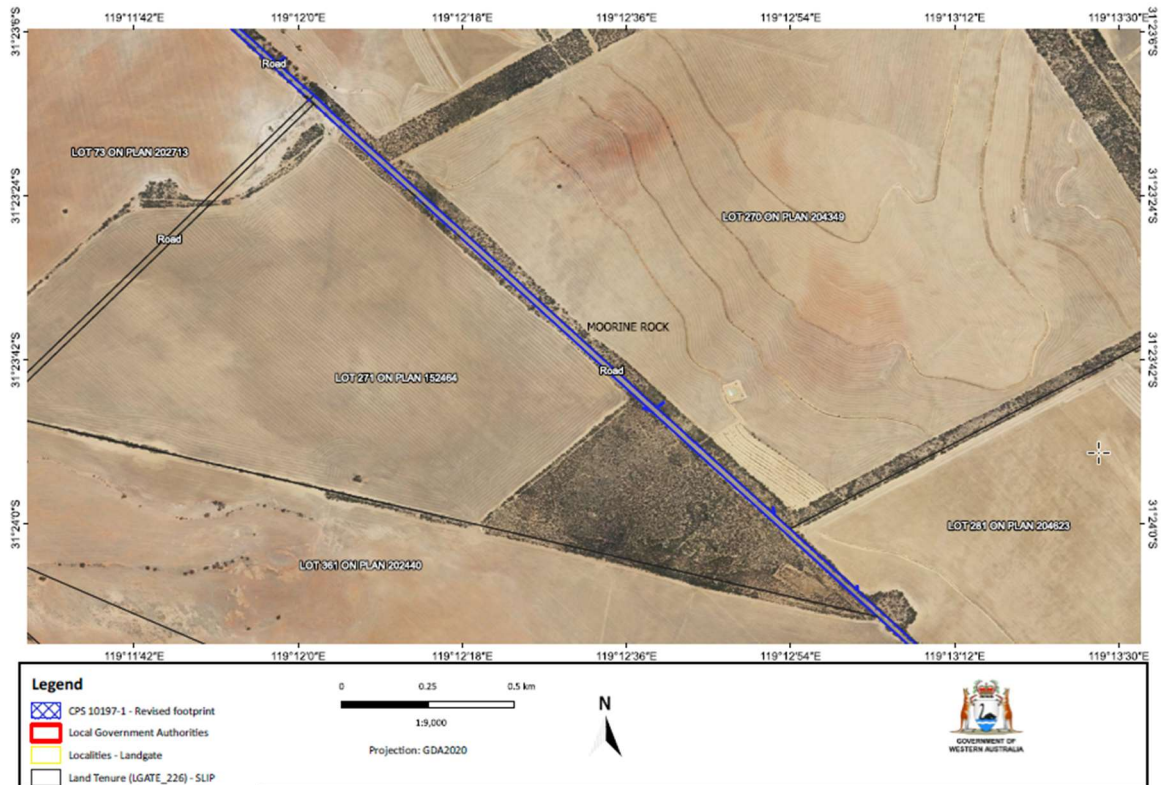 119°11'42"E 119°12'0"E 119°12'18"E 119°12'36"E 119°12'54"E 119°13'12"E 119°13'30"E
31°23'6"S
31°23'6"S
Road
LOT 73 ON PLAN 202713
31°23'24"S
31°23'24"S
LOT 270 ON PLAN 204349
Road
MOORINE ROCK
31°23'42"S
31°23'42"S
Road
LOT 271 ON PLAN 152464
31°24'0"S
31°24'0"S
LOT 281 ON PLAN 204623
LOT 361 ON PLAN 202440
119°11'42"E 119°12'0"E 119°12'18"E 119°12'36"E 119°12'54"E 119°13'12"E 119°13'30"E
Legend
CPS 10197-1 - Revised footprint
Local Government Authorities
Localities - Landgate
Land Tenure (LGATE_226) - SLIP
0 0.25 0.5 km
1:9,000
Projection: GDA2020
N
GOVERNMENT OF
WESTERN AUSTRALIA